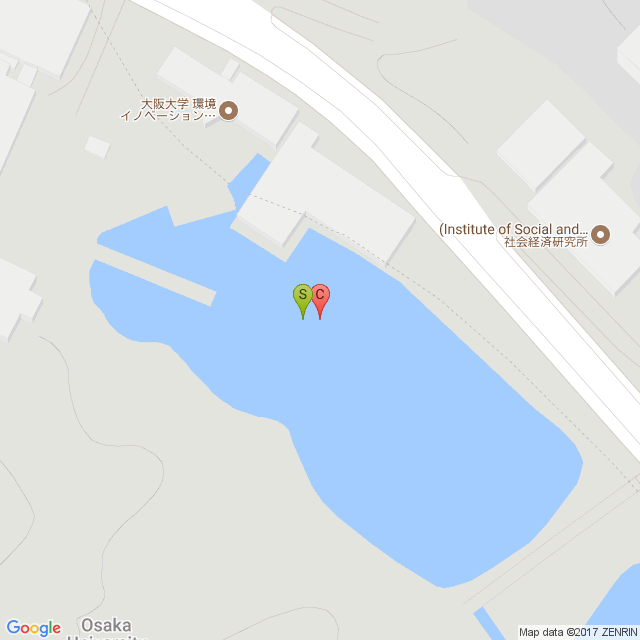 大阪大学 環境
イノベーション…
(Institute of Social and...
社会経済研究所
S
C
Osaka
University
Google
Map data ©2017 ZENRIN